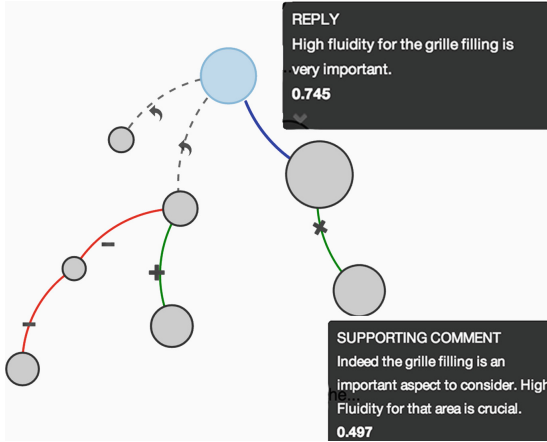 REPLY
High fluidity for the grille filling is
very important.
0.745
SUPPORTING COMMENT
Indeed the grille filling is an
important aspect to consider. High
Fluidity for that area is crucial.
he...
0.497